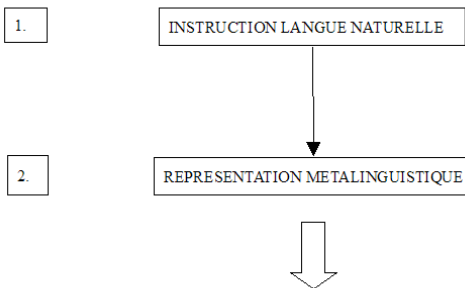 1.
INSTRUCTION LANGUE NATURELLE
2.
REPRESENTATION METALINGUISTIQUE